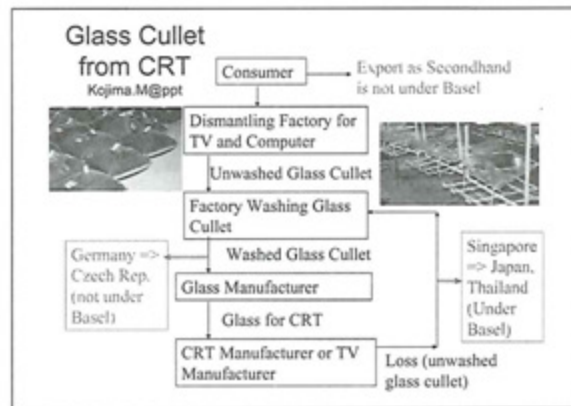 Glass Cullet
from CRT
Kojima.M@ppt
Consumer
Export as Secondhand
is not under Basel
Dismantling Factory for
TV and Computer
Unwashed Glass Cullet
Factory Washing Glass
Cullet
Germany =>
Czech Rep.
(not under
Basel)
Washed Glass Cullet
Singapore
=> Japan,
Thailand
(Under
Basel)
Glass Manufacturer
Glass for CRT
CRT Manufacturer or TV
Manufacturer
Loss (unwashed
glass cullet)